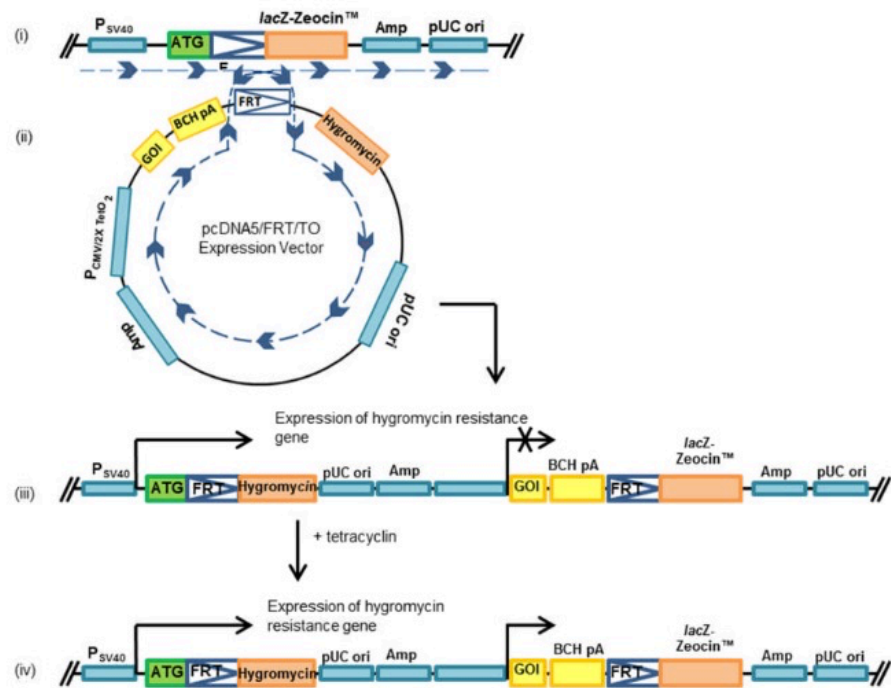 lacZ-Zeocin™
(i) PSV40 ATG Amp pUC ori
(ii) FRT
BCH pA
GOI
Hygromycin
PCMV/2X TetO2
pcDNA5/FRT/TO
Expression Vector
Amp
pUC ori
Expression of hygromycin resistance
gene
lacZ-
Zeocin™
PSV40 pUC ori Amp BCH pA Amp pUC ori
(iii) ATG FRT Hygromycin GOI FRT
+ tetracyclin
Expression of hygromycin
resistance gene
lacZ-
Zeocin™
PSV40 pUC ori Amp BCH pA Amp pUC ori
(iv) ATG FRT Hygromycin GOI FRT